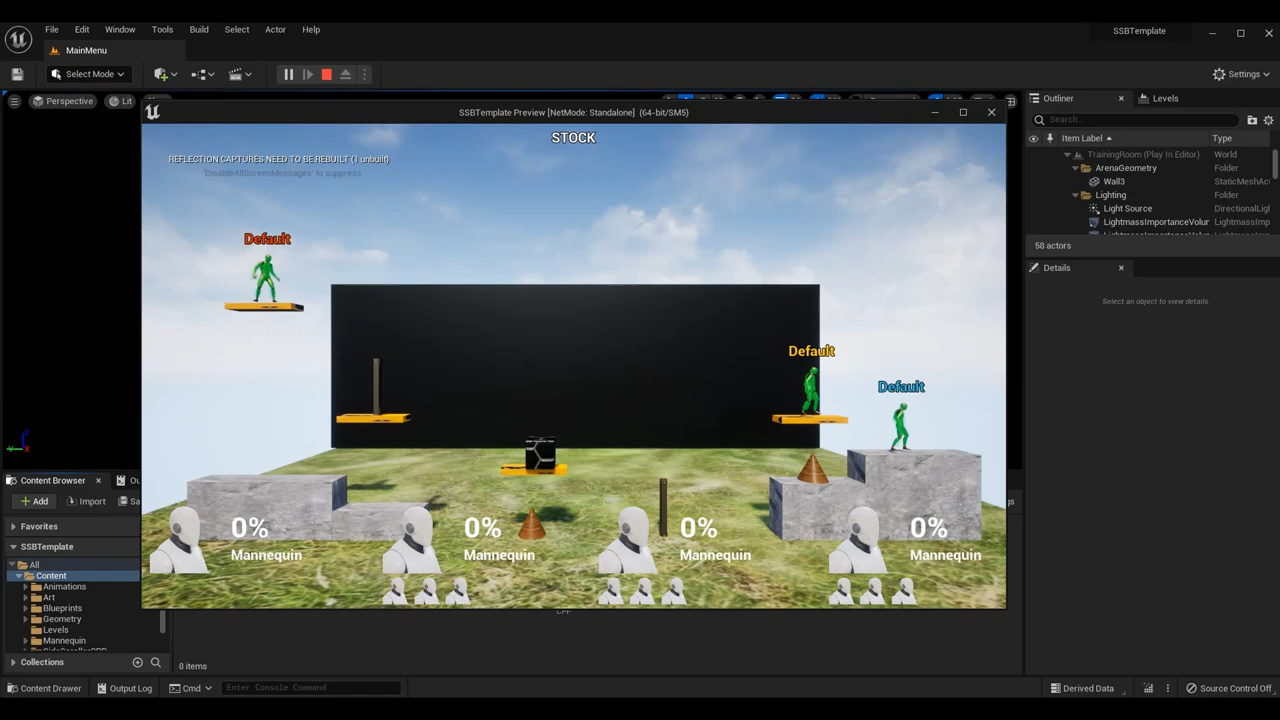 File Edit Window Tools Build Select Actor Help
SSBTemplate
MainMenu
Select Mode
Settings
Perspective
Lit
Outliner
Levels
SSBTemplate Preview [NetMode: Standalone] (64-bit/SM5)
Search...
Item Label
Type
STOCK
REFLECTION CAPTURES NEED TO BE REBUILT (1 unbuilt)
'DisableAllScreenMessages' to suppress
TrainingRoom (Play In Editor) World
ArenaGeometry Folder
Wall3 StaticMeshAc
Lighting Folder
Light Source DirectionalLigl
LightmassImportanceVolur LightmassImp
58 actors
Details
Select an object to view details.
Default
Default
Default
Content Browser
Add
Import
Favorites
SSBTemplate
All
Content
Animations
Art
Blueprints
Geometry
Levels
Mannequin
Collections
0%
Mannequin
0%
Mannequin
0%
Mannequin
0%
Mannequin
8 items
Content Drawer
Output Log
Cmd
Enter Console Command
Derived Data
Source Control Off